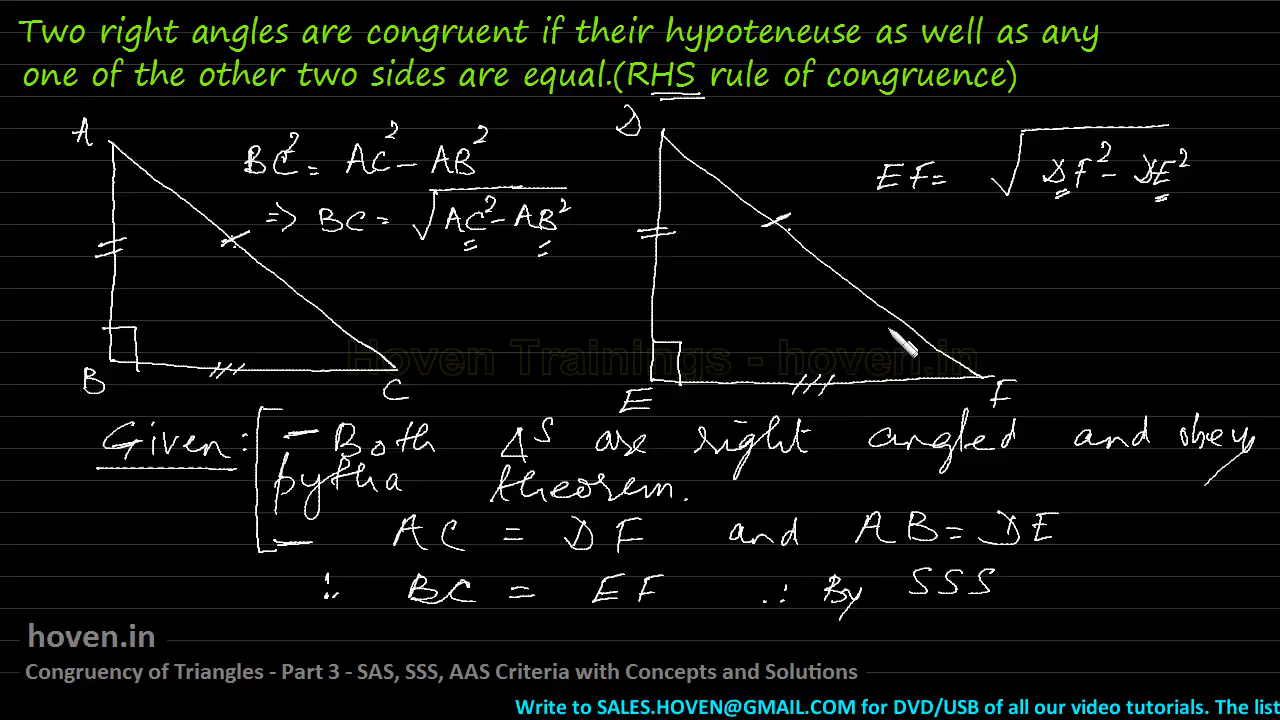 Two right angles are congruent if their hypoteneuse as well as any
one of the other two sides are equal.(RHS rule of congruence)
A
BC² = AC² - AB²
⇒ BC = √AC² - AB²
B
C
D
EF = √DF² - DE²
E
F
Hoven Trainings - hoven.in
Given: - Both Δs are right angled and obey
pytha theorem.
- AC = DF and AB = DE
∴ BC = EF ∴ By SSS
hoven.in
Congruency of Triangles - Part 3 - SAS, SSS, AAS Criteria with Concepts and Solutions
Write to SALES.HOVEN@GMAIL.COM for DVD/USB of all our video tutorials. The list